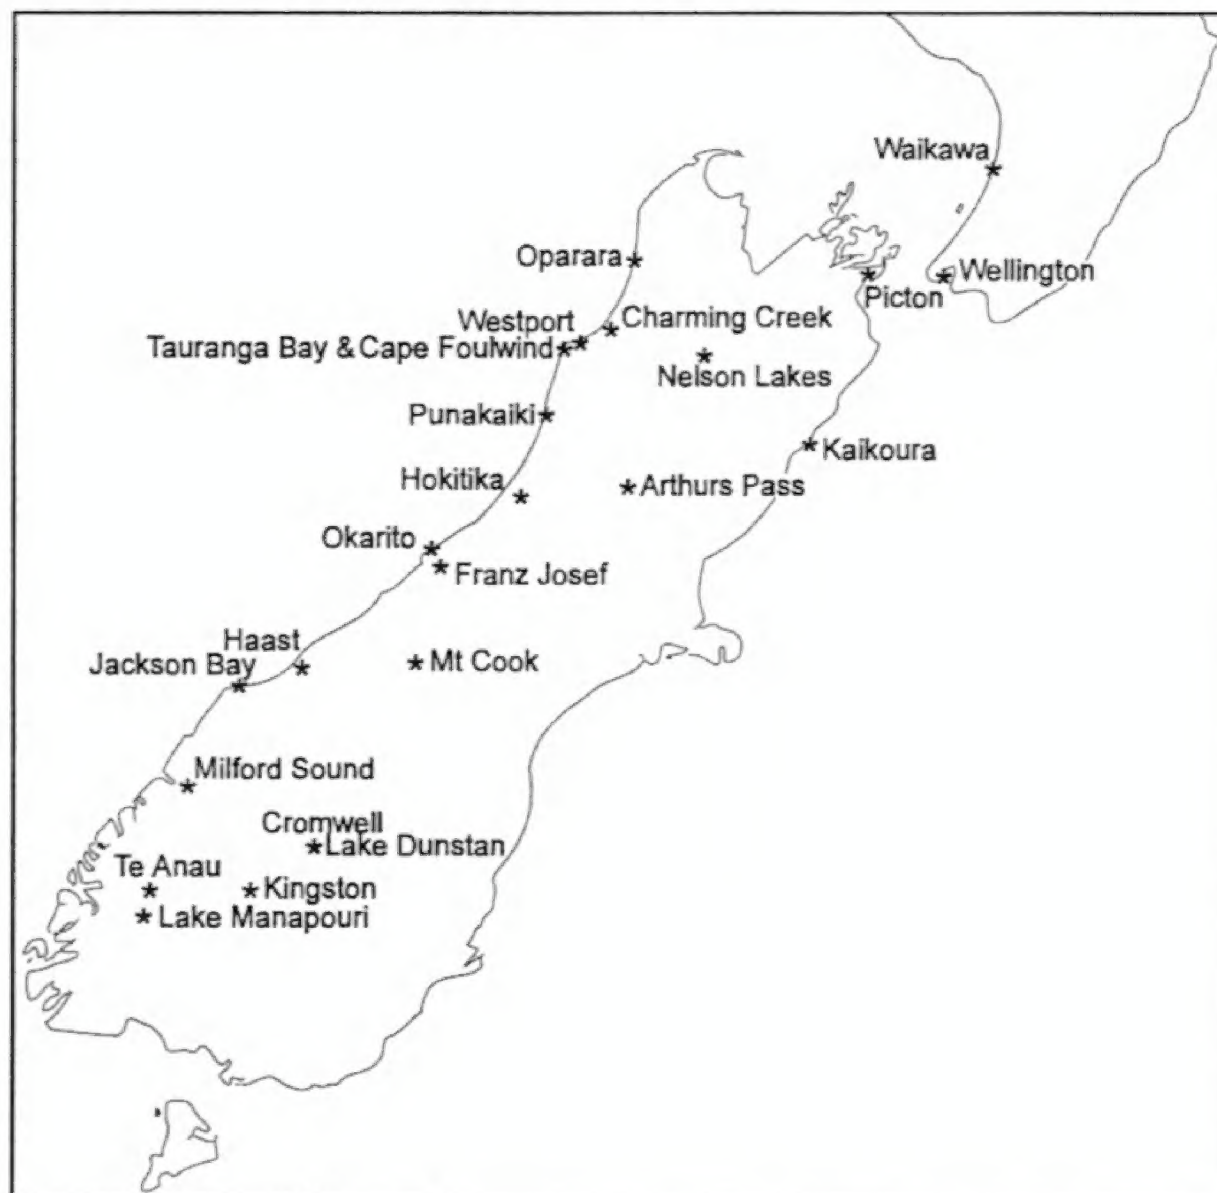 Waikawa
Oparara
Wellington
Picton
Westport
Charming Creek
Tauranga Bay & Cape Foulwind
Nelson Lakes
Punakaiki
Kaikoura
Hokitika
Arthurs Pass
Okarito
Franz Josef
Haast
Jackson Bay
Mt Cook
Milford Sound
Cromwell
Lake Dunstan
Te Anau
Kingston
Lake Manapouri